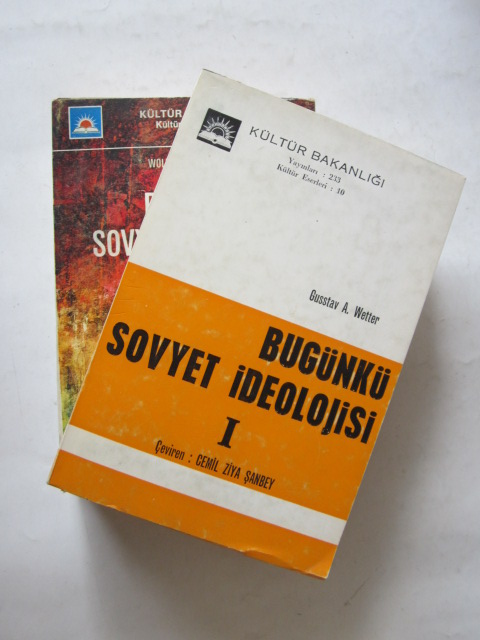 KÜLTÜR BAKANLIĞI
Yayınları : 233
Kültür Eserleri : 10
Gusstav A. Wetter
BUGÜNKÜ
SOVYET İDEOLOJİSİ
I
Çeviren : CEMİL ZİYA ŞANBEY
KÜLTÜR
Kültür